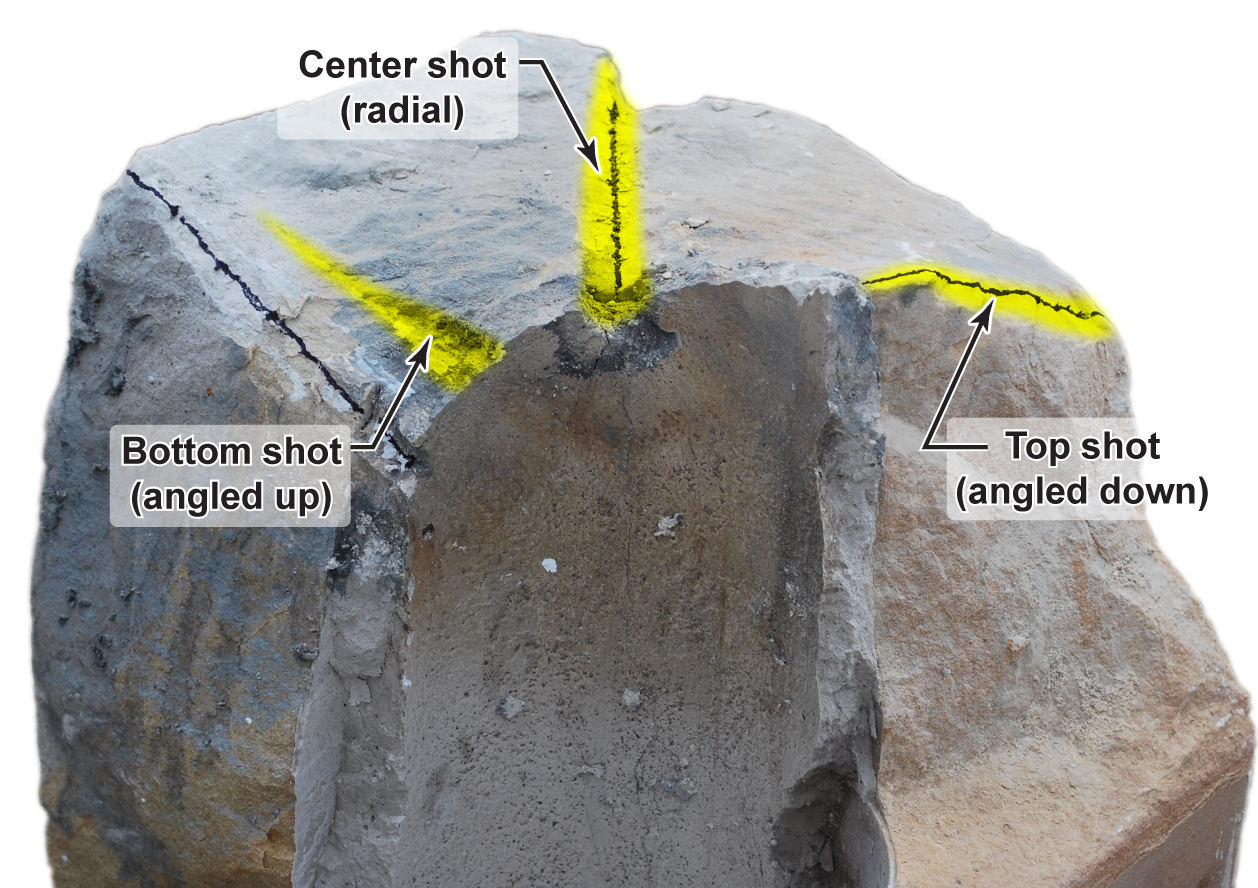 Center shot
(radial)
Bottom shot
(angled up)
Top shot
(angled down)